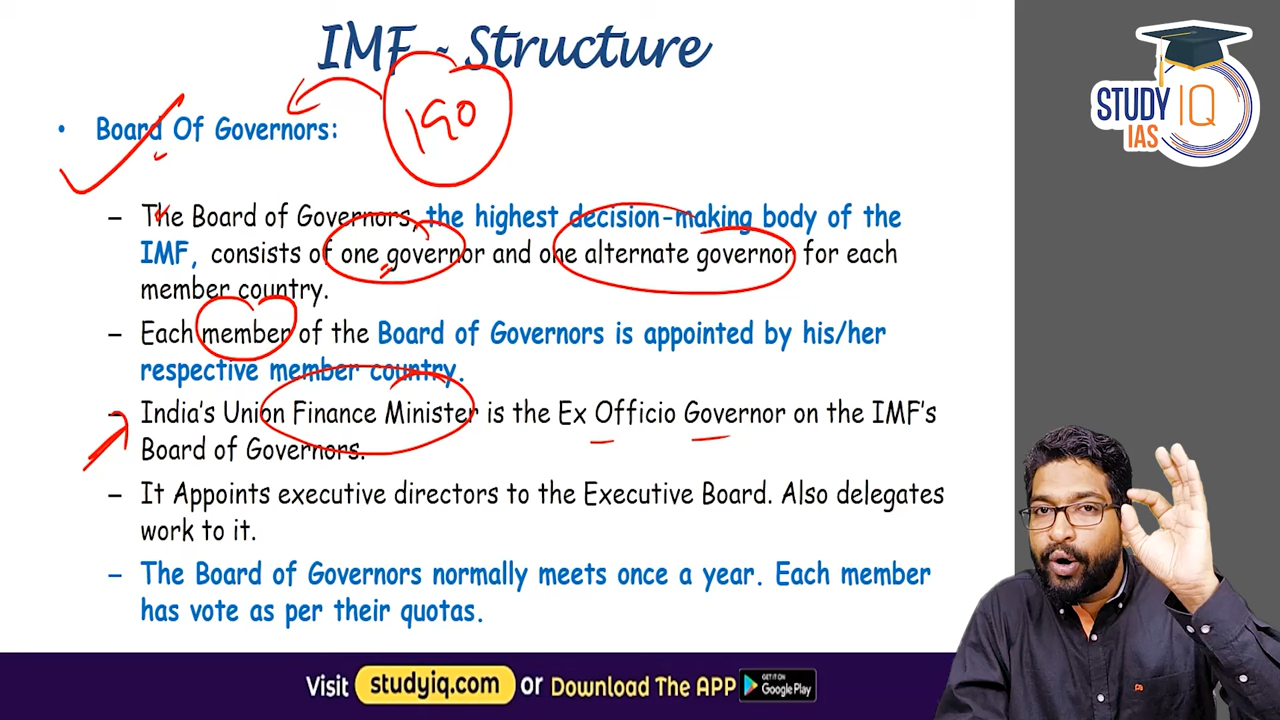 IMF - Structure
190
STUDY IQ
IAS
• Board Of Governors:
– The Board of Governors, the highest decision-making body of the
IMF, consists of one governor and one alternate governor for each
member country.
– Each member of the Board of Governors is appointed by his/her
respective member country.
– India's Union Finance Minister is the Ex Officio Governor on the IMF's
Board of Governors.
– It Appoints executive directors to the Executive Board. Also delegates
work to it.
– The Board of Governors normally meets once a year. Each member
has vote as per their quotas.
Visit studyiq.com or Download The APP GET IT ON Google Play